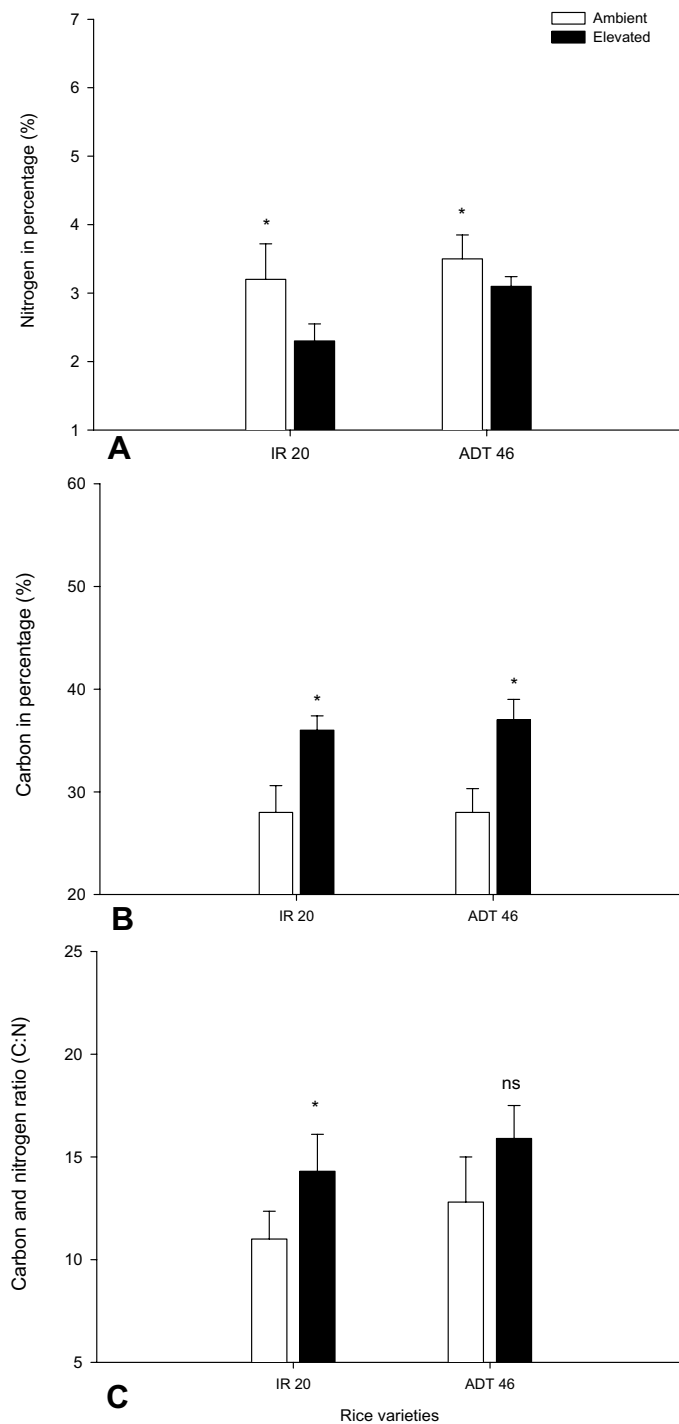 Ambient
Elevated
7
6
5
4
3
2
1
Nitrogen in percentage (%)
* *
A
IR 20 ADT 46
60
50
40
30
20
Carbon in percentage (%)
* *
B
IR 20 ADT 46
25
20
15
10
5
Carbon and nitrogen ratio (C:N)
* ns
C
IR 20 ADT 46
Rice varieties